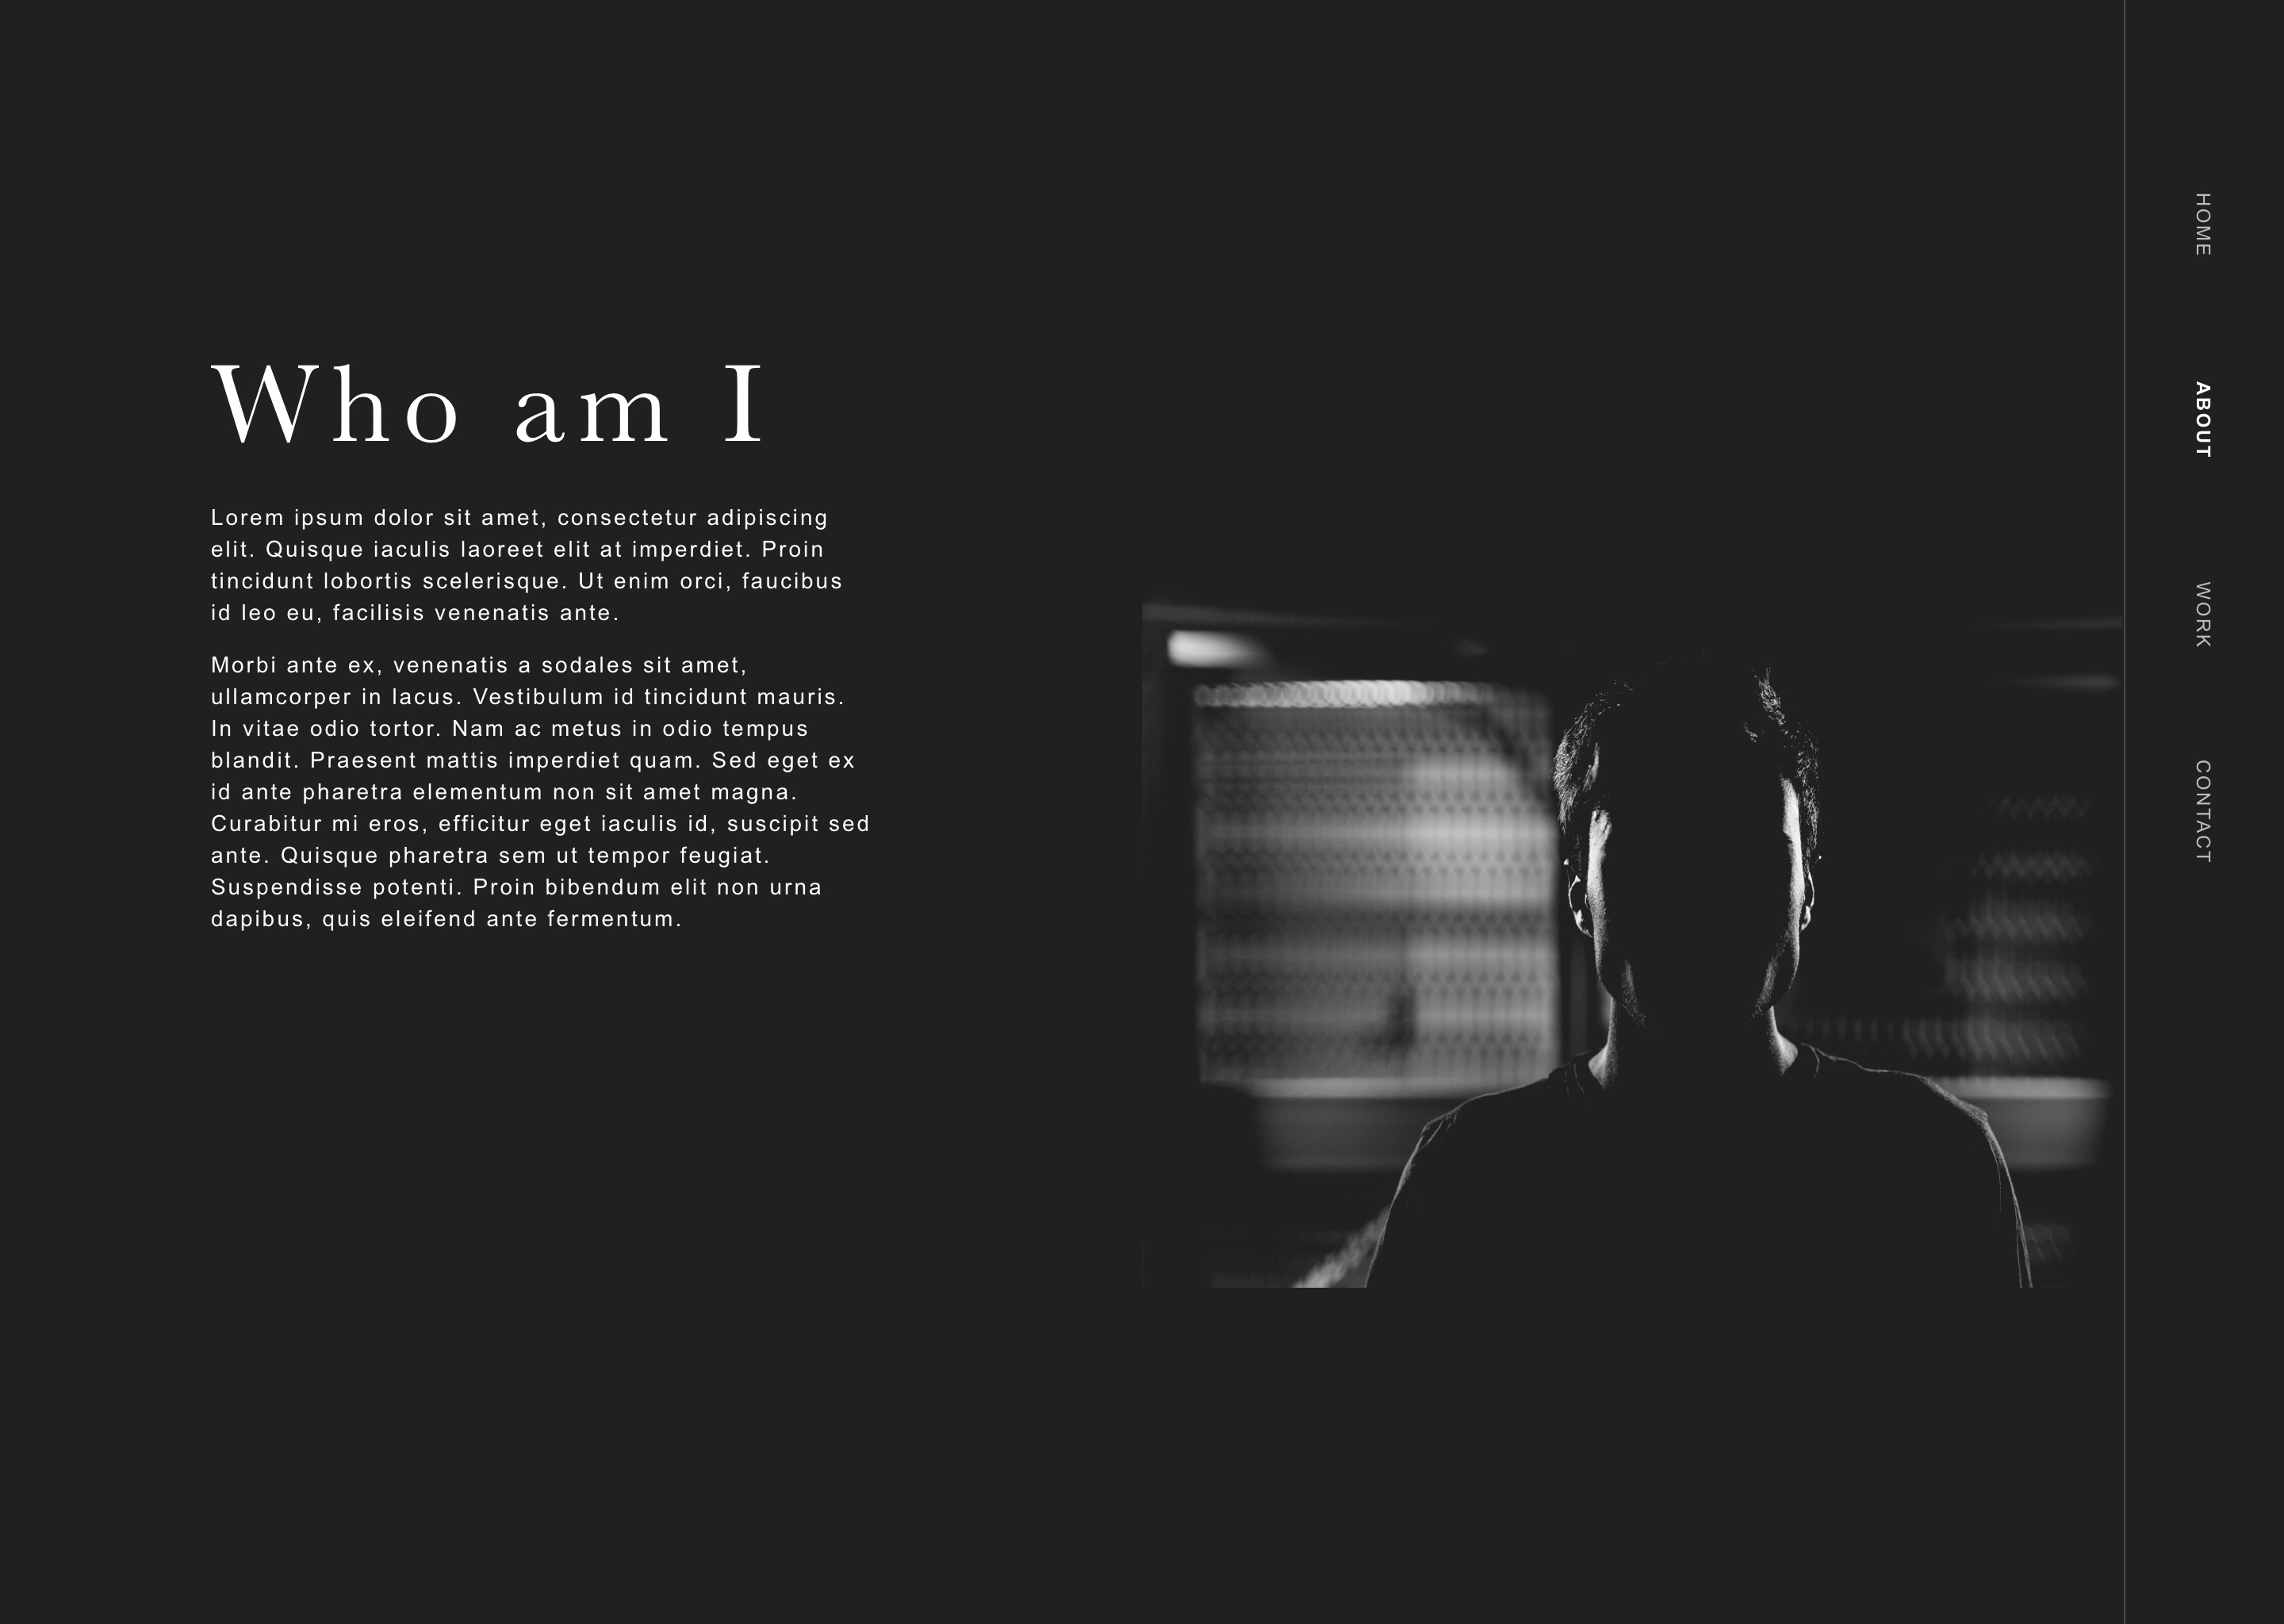 Who am I
Lorem ipsum dolor sit amet, consectetur adipiscing
elit. Quisque iaculis laoreet elit at imperdiet. Proin
tincidunt lobortis scelerisque. Ut enim orci, faucibus
id leo eu, facilisis venenatis ante.
Morbi ante ex, venenatis a sodales sit amet,
ullamcorper in lacus. Vestibulum id tincidunt mauris.
In vitae odio tortor. Nam ac metus in odio tempus
blandit. Praesent mattis imperdiet quam. Sed eget ex
id ante pharetra elementum non sit amet magna.
Curabitur mi eros, efficitur eget iaculis id, suscipit sed
ante. Quisque pharetra sem ut tempor feugiat.
Suspendisse potenti. Proin bibendum elit non urna
dapibus, quis eleifend ante fermentum.
HOME
ABOUT
WORK
CONTACT